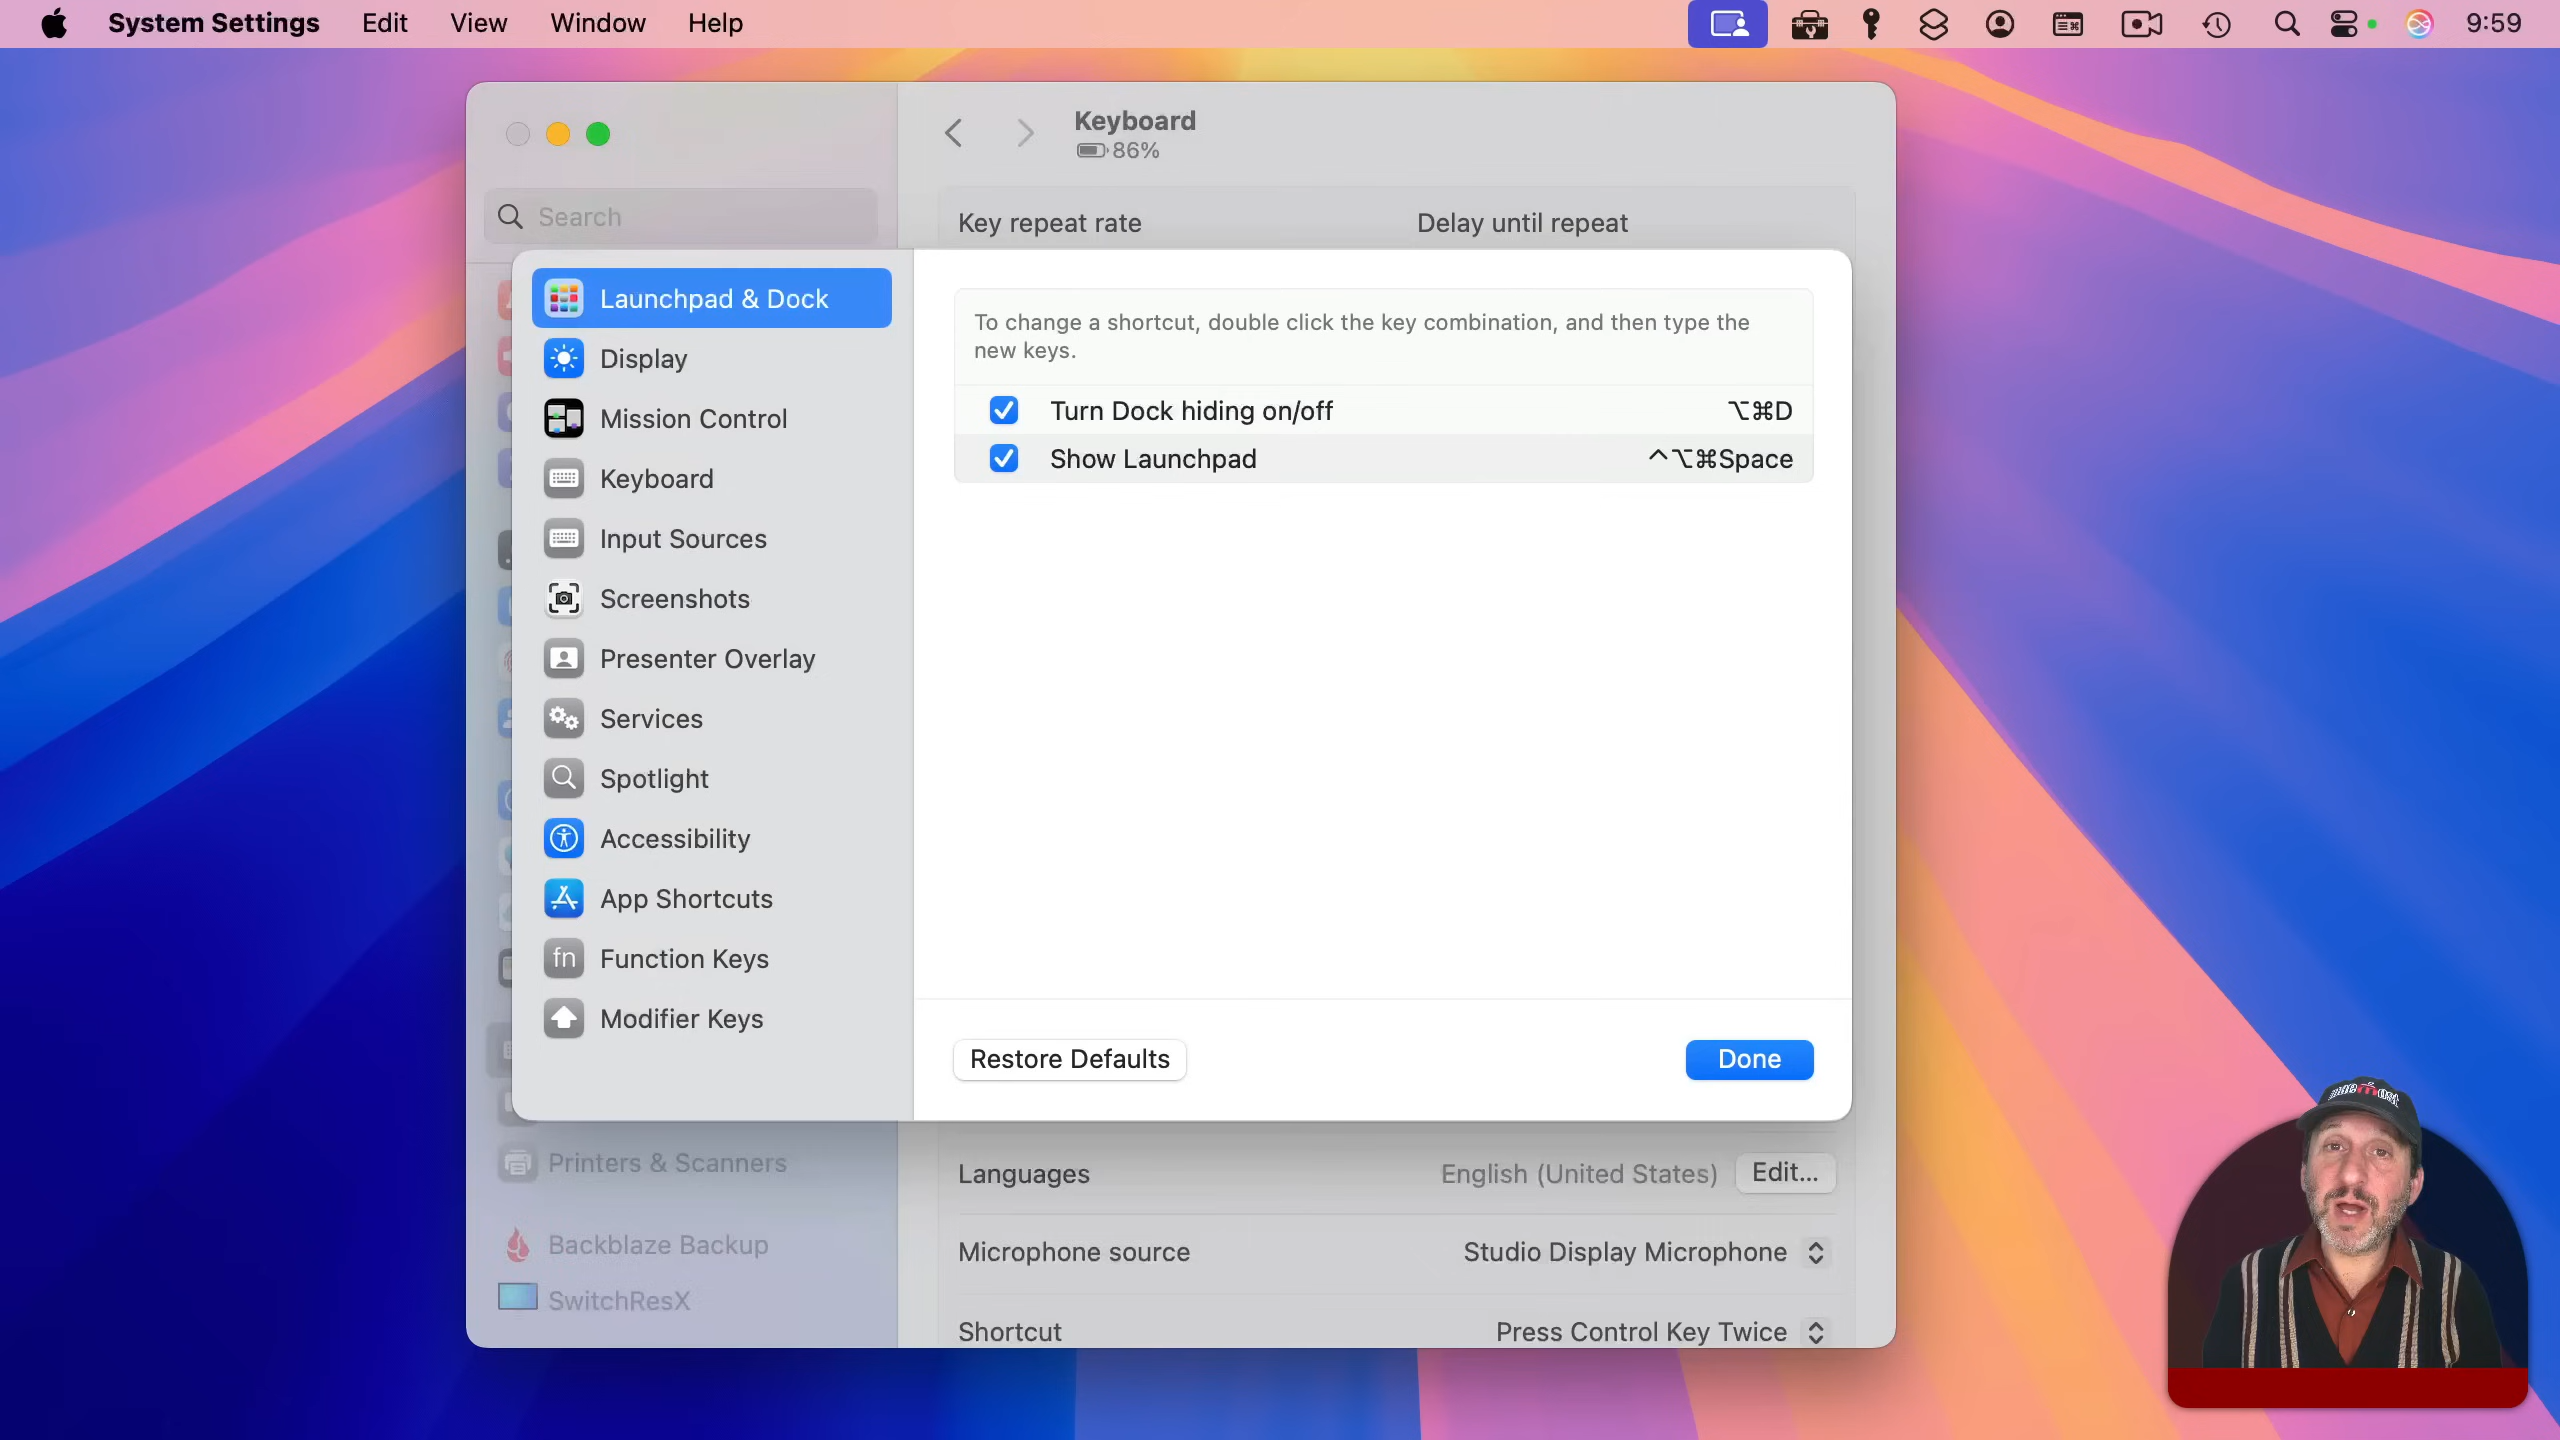 System Settings Edit View Window Help 9:59
Keyboard
86%
Search
Key repeat rate Delay until repeat
Launchpad & Dock
Display
Mission Control
Keyboard
Input Sources
Screenshots
Presenter Overlay
Services
Spotlight
Accessibility
App Shortcuts
fn Function Keys
Modifier Keys
To change a shortcut, double click the key combination, and then type the
new keys.
Turn Dock hiding on/off ⌥⌘D
Show Launchpad ^⌥⌘Space
Restore Defaults Done
Printers & Scanners
Backblaze Backup
SwitchResX
Languages English (United States) Edit...
Microphone source Studio Display Microphone
Shortcut Press Control Key Twice